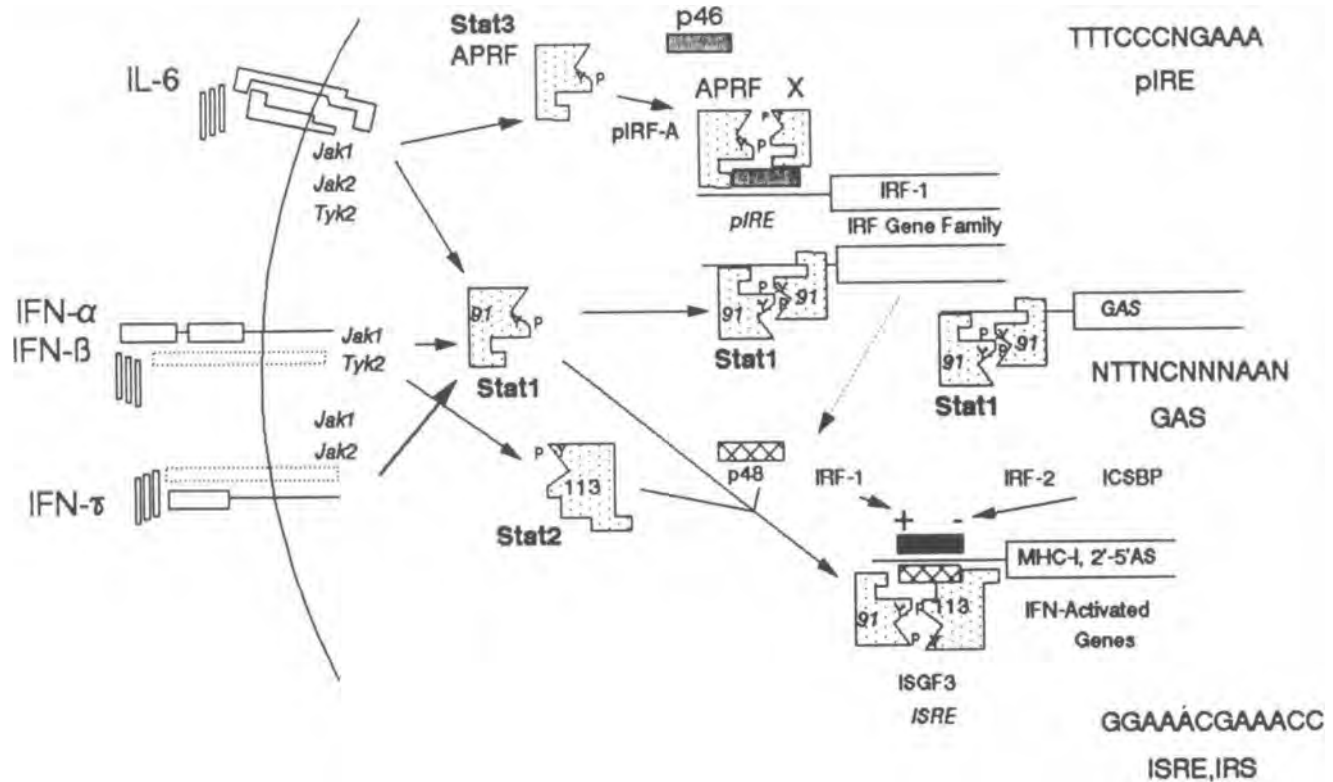 Stat3
APRF
p46
TTTCCCNGAAA
pIRE
IL-6
P
APRF X
pIRF-A
P
P
Jak1
Jak2
Tyk2
IRF-1
pIRE
IRF Gene Family
IFN-α
IFN-ß
Jak1
Tyk2
91
P
Stat1
91
P
Y
P
91
Stat1
GAS
91
P
Y
P
91
Stat1
NTTNCNNNAAN
GAS
Jak1
Jak2
IFN-ɤ
P
113
Stat2
p48
IRF-1
IRF-2
ICSBP
+
-
MHC-I, 2'-5'AS
91
Y
P
113
P
Y
IFN-Activated
Genes
ISGF3
ISRE
GGAAACGAAACC
ISRE,IRS